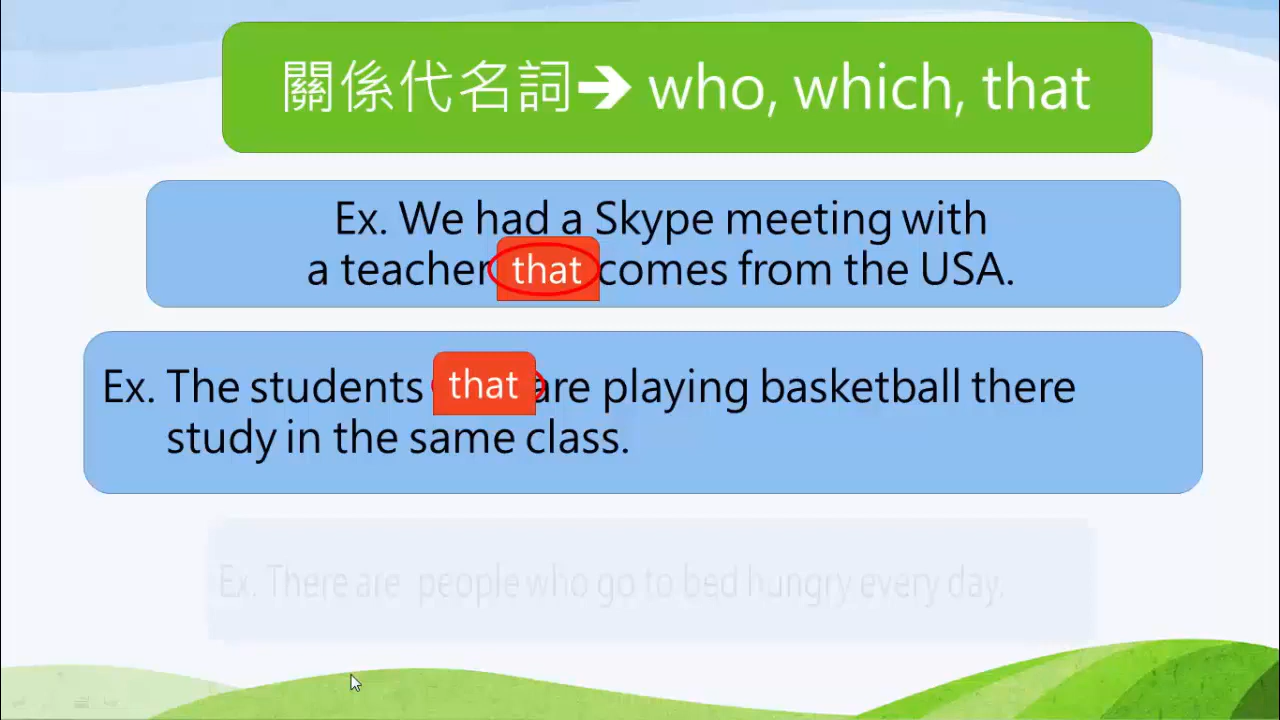 關係代名詞➔ who, which, that
Ex. We had a Skype meeting with
a teacher that comes from the USA.
Ex. The students that are playing basketball there
study in the same class.
Ex. There are people who go to bed hungry every day.